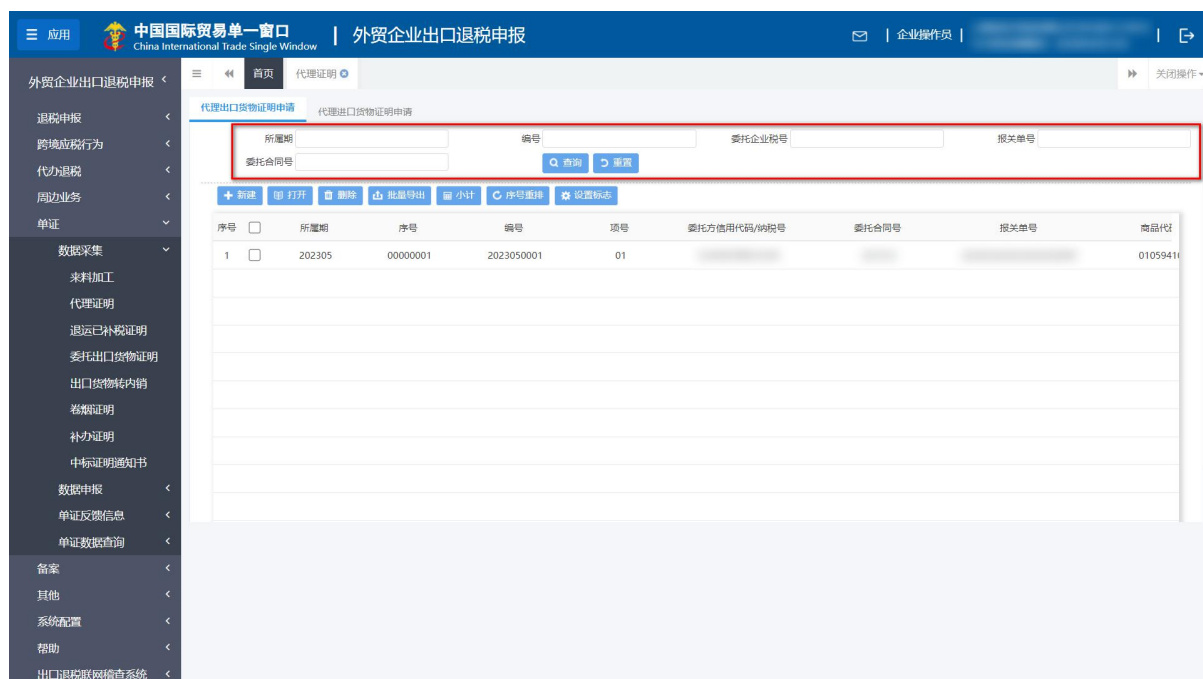 应用 中国国际贸易单一窗口 | 外贸企业出口退税申报 | 企业操作员 | |
China International Trade Single Window
外贸企业出口退税申报 首页 代理证明 关闭操作
代理出口货物证明申请 代理进口货物证明申请
退税申报
跨境应税行为
代办退税
周边业务
单证
数据采集
来料加工
代理证明
退运已补税证明
委托出口货物证明
出口货物转内销
卷烟证明
补办证明
中标证明通知书
数据申报
单证反馈信息
单证数据查询
备案
其他
系统配置
帮助
出口退税联网稽查系统
所属期 编号 委托企业税号 报关单号
委托合同号 查询 重置
新建 打开 删除 批量导出 小计 序号重排 设置标志
序号 所属期 序号 编号 项号 委托方信用代码/纳税号 委托合同号 报关单号 商品代
1 202305 00000001 2023050001 01 0105941